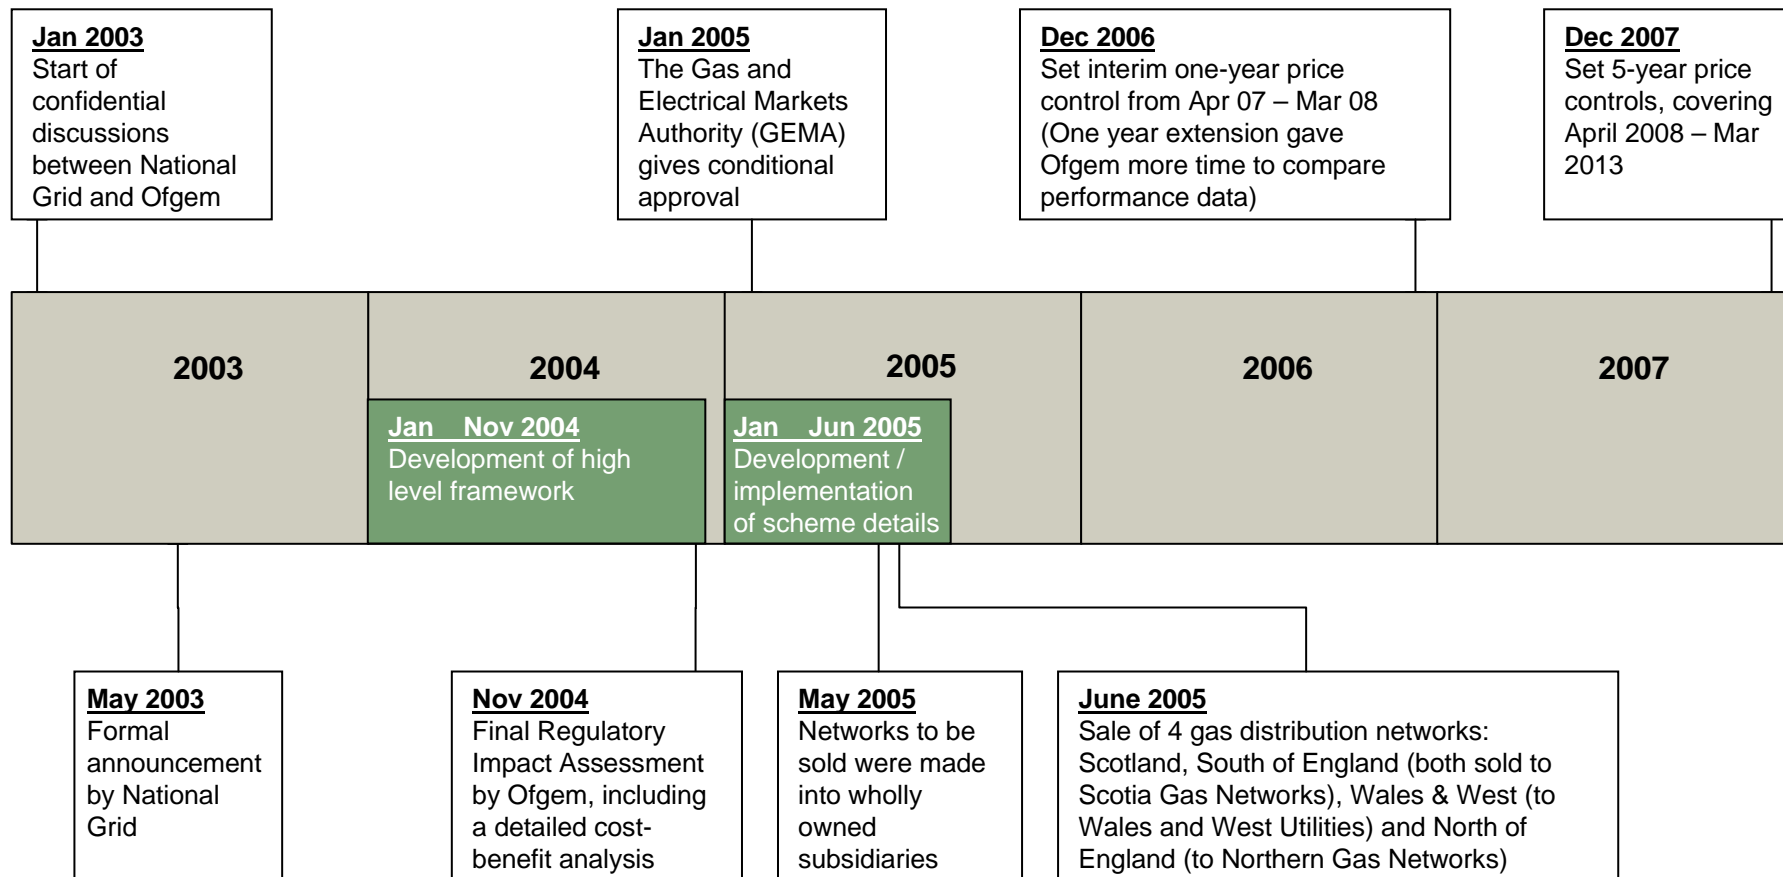 Jan 2003
Start of
confidential
discussions
between National
Grid and Ofgem
Jan 2005
The Gas and
Electrical Markets
Authority (GEMA)
gives conditional
approval
Dec 2006
Set interim one-year price
control from Apr 07 – Mar 08
(One year extension gave
Ofgem more time to compare
performance data)
Dec 2007
Set 5-year price
controls, covering
April 2008 – Mar
2013
2003
2004
2005
2006
2007
Jan Nov 2004
Development of high
level framework
Jan Jun 2005
Development /
implementation
of scheme details
May 2003
Formal
announcement
by National
Grid
Nov 2004
Final Regulatory
Impact Assessment
by Ofgem, including
a detailed cost-
benefit analysis
May 2005
Networks to be
sold were made
into wholly
owned
subsidiaries
June 2005
Sale of 4 gas distribution networks:
Scotland, South of England (both sold to
Scotia Gas Networks), Wales & West (to
Wales and West Utilities) and North of
England (to Northern Gas Networks)